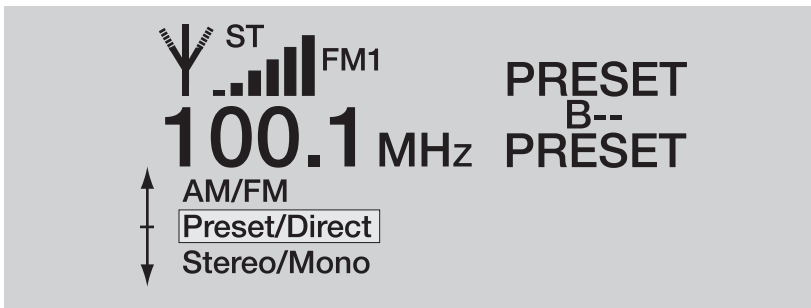 ST
FM1
100.1 MHz
PRESET
B--
PRESET
AM/FM
Preset/Direct
Stereo/Mono